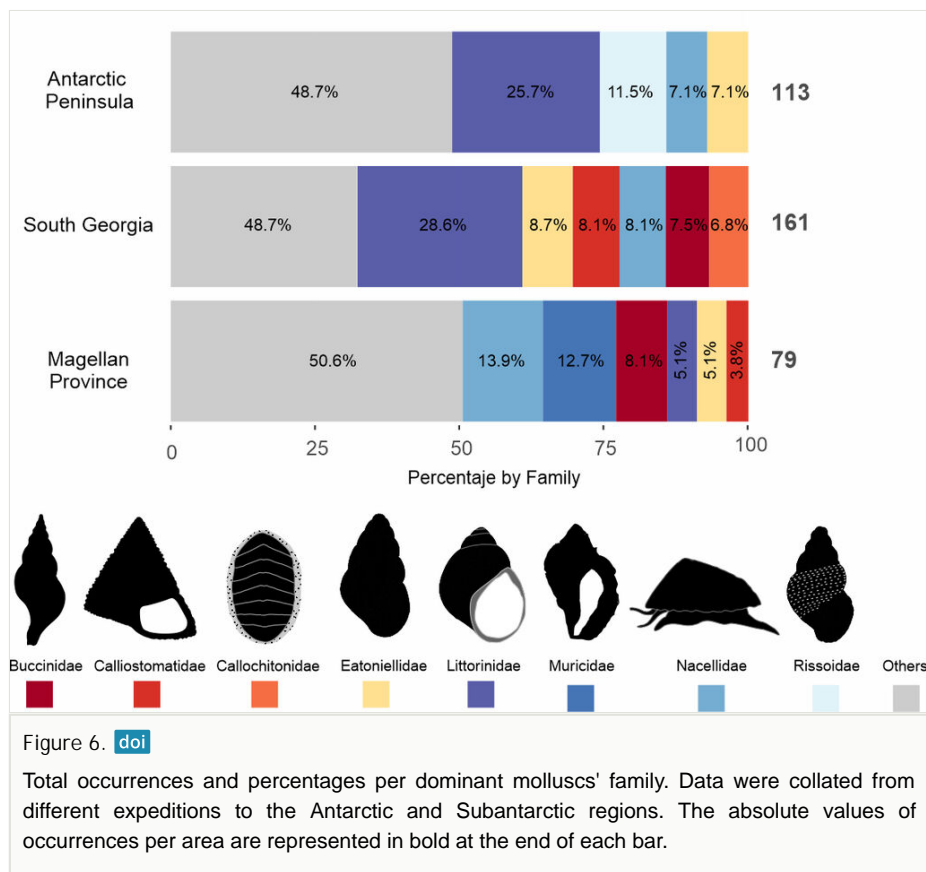 Antarctic
Peninsula
48.7% 25.7% 11.5% 7.1% 7.1% 113
South Georgia 48.7% 28.6% 8.7% 8.1% 8.1% 7.5% 6.8% 161
Magellan
Province
50.6% 13.9% 12.7% 8.1% 5.1% 5.1% 3.8% 79
0 25 50 75 100
Percentaje by Family
Buccinidae Calliostomatidae Callochitonidae Eatoniellidae Littorinidae Muricidae Nacellidae Rissoidae Others
Figure 6. doi
Total occurrences and percentages per dominant molluscs' family. Data were collated from
different expeditions to the Antarctic and Subantarctic regions. The absolute values of
occurrences per area are represented in bold at the end of each bar.